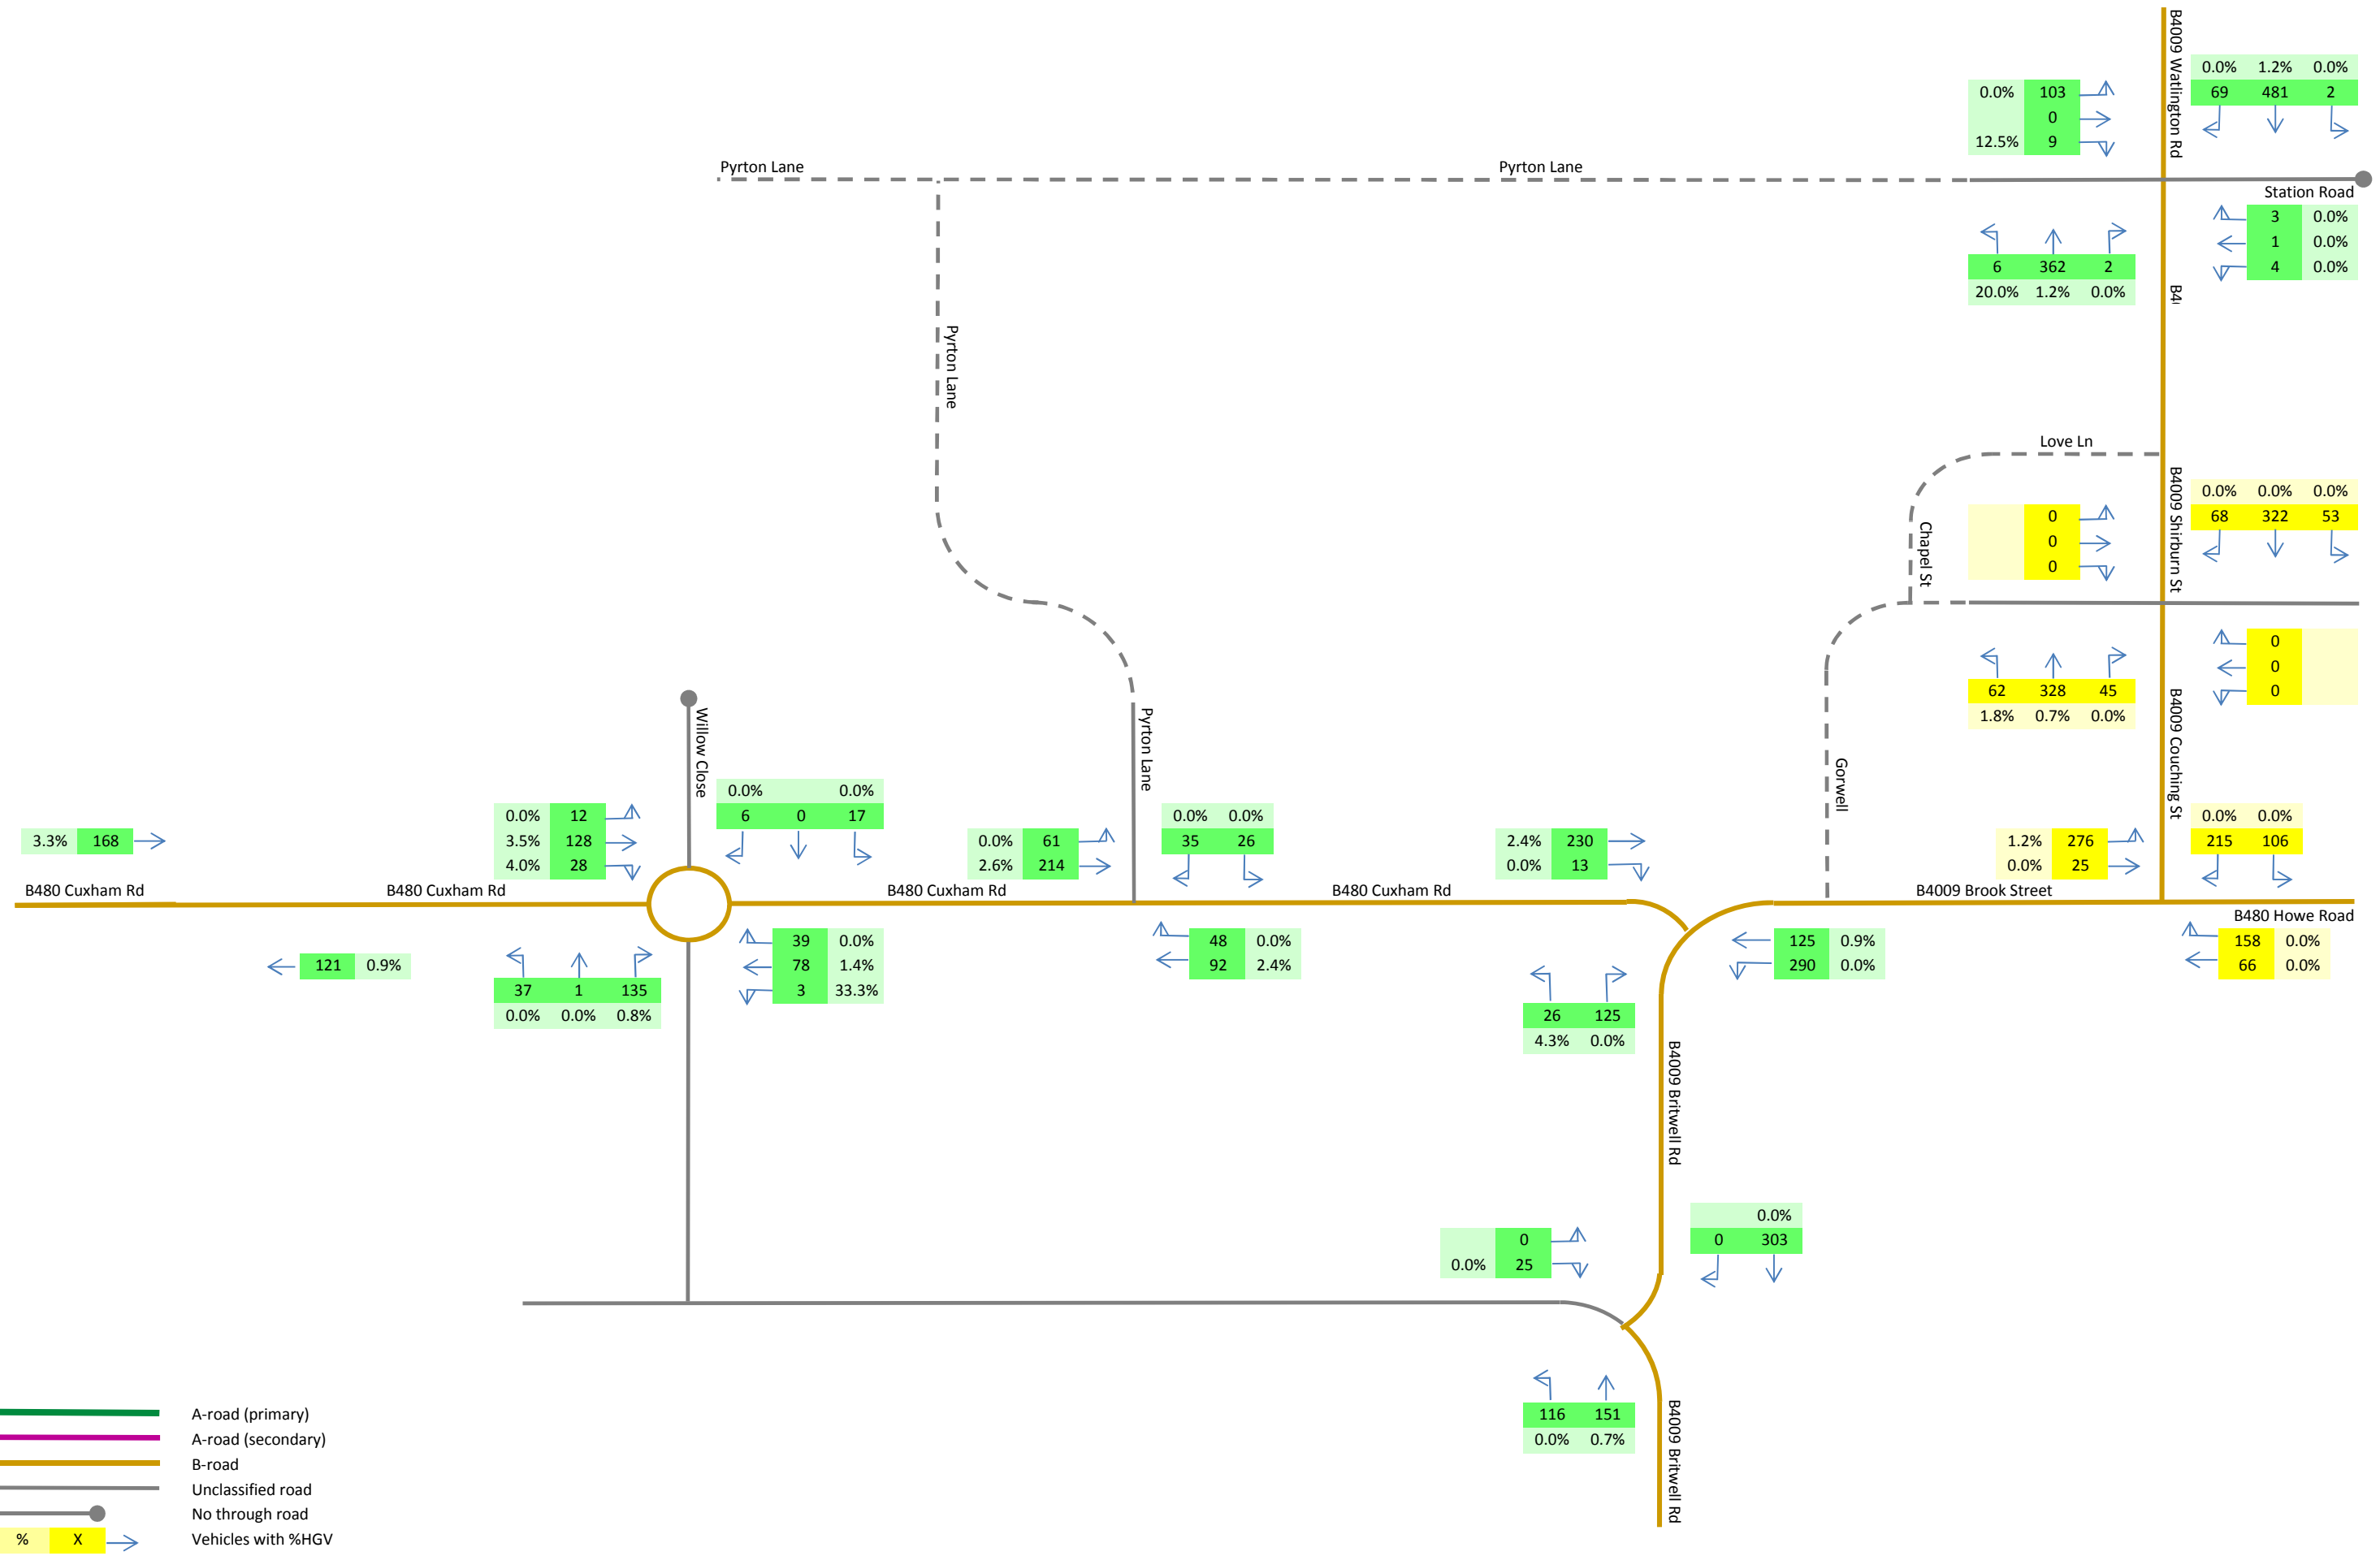 B4009 Watlington Rd
0.0% 1.2% 0.0%
69 481 2
0.0% 103
0
12.5% 9
Pyrton Lane
Pyrton Lane
Station Road
3 0.0%
1 0.0%
4 0.0%
6 362 2
20.0% 1.2% 0.0%
B4
Pyrton Lane
Love Ln
B4009 Shirburn St
0.0% 0.0% 0.0%
68 322 53
0
0
0
Chapel St
0
0
0
62 328 45
1.8% 0.7% 0.0%
B4009 Couching St
Willow Close
Pyrton Lane
Gorwell
0.0% 0.0%
6 0 17
0.0% 12
3.5% 128
4.0% 28
3.3% 168
0.0% 61
2.6% 214
0.0% 0.0%
35 26
2.4% 230
0.0% 13
1.2% 276
0.0% 25
0.0% 0.0%
215 106
B480 Cuxham Rd
B480 Cuxham Rd
B480 Cuxham Rd
B480 Cuxham Rd
B4009 Brook Street
B480 Howe Road
121 0.9%
37 1 135
0.0% 0.0% 0.8%
39 0.0%
78 1.4%
3 33.3%
48 0.0%
92 2.4%
26 125
4.3% 0.0%
125 0.9%
290 0.0%
158 0.0%
66 0.0%
B4009 Britwell Rd
0.0%
0 303
0
0.0% 25
116 151
0.0% 0.7%
B4009 Britwell Rd
A-road (primary)
A-road (secondary)
B-road
Unclassified road
No through road
% X Vehicles with %HGV